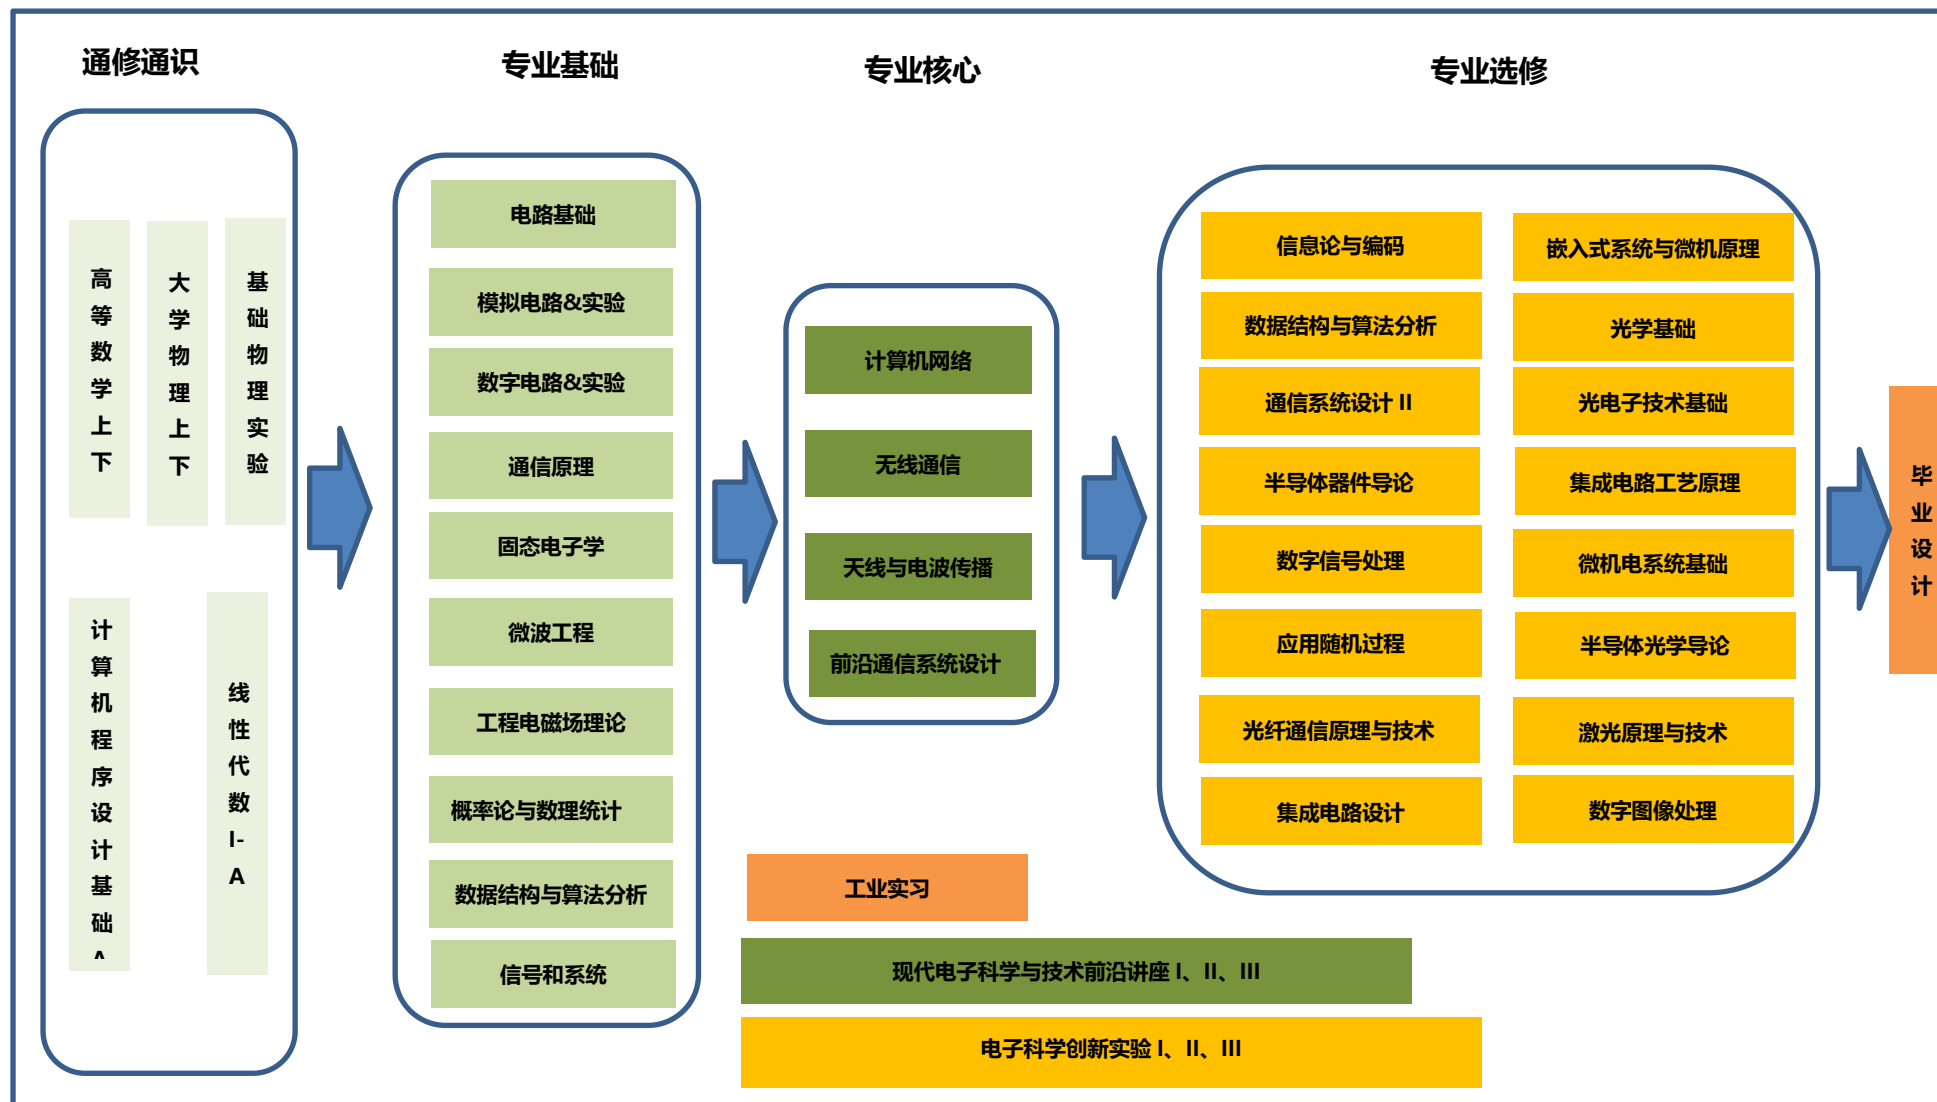 通修通识
专业基础
专业核心
专业选修
高等数学上下
大学物理上下
基础物理实验
计算机程序设计基础A
线性代数I-A
电路基础
模拟电路&实验
数字电路&实验
通信原理
固态电子学
微波工程
工程电磁场理论
概率论与数理统计
数据结构与算法分析
信号和系统
计算机网络
无线通信
天线与电波传播
前沿通信系统设计
信息论与编码
嵌入式系统与微机原理
数据结构与算法分析
光学基础
通信系统设计 II
光电子技术基础
半导体器件导论
集成电路工艺原理
数字信号处理
微机电系统基础
应用随机过程
半导体光学导论
光纤通信原理与技术
激光原理与技术
集成电路设计
数字图像处理
毕业设计
工业实习
现代电子科学与技术前沿讲座 I、II、III
电子科学创新实验 I、II、III